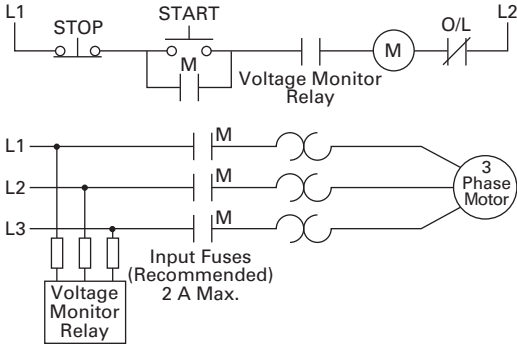 L1
L2
STOP
START
O/L
M
M
Voltage Monitor
Relay
L1
M
L2
M
L3
M
3
Phase
Motor
Input Fuses
(Recommended)
2 A Max.
Voltage
Monitor
Relay